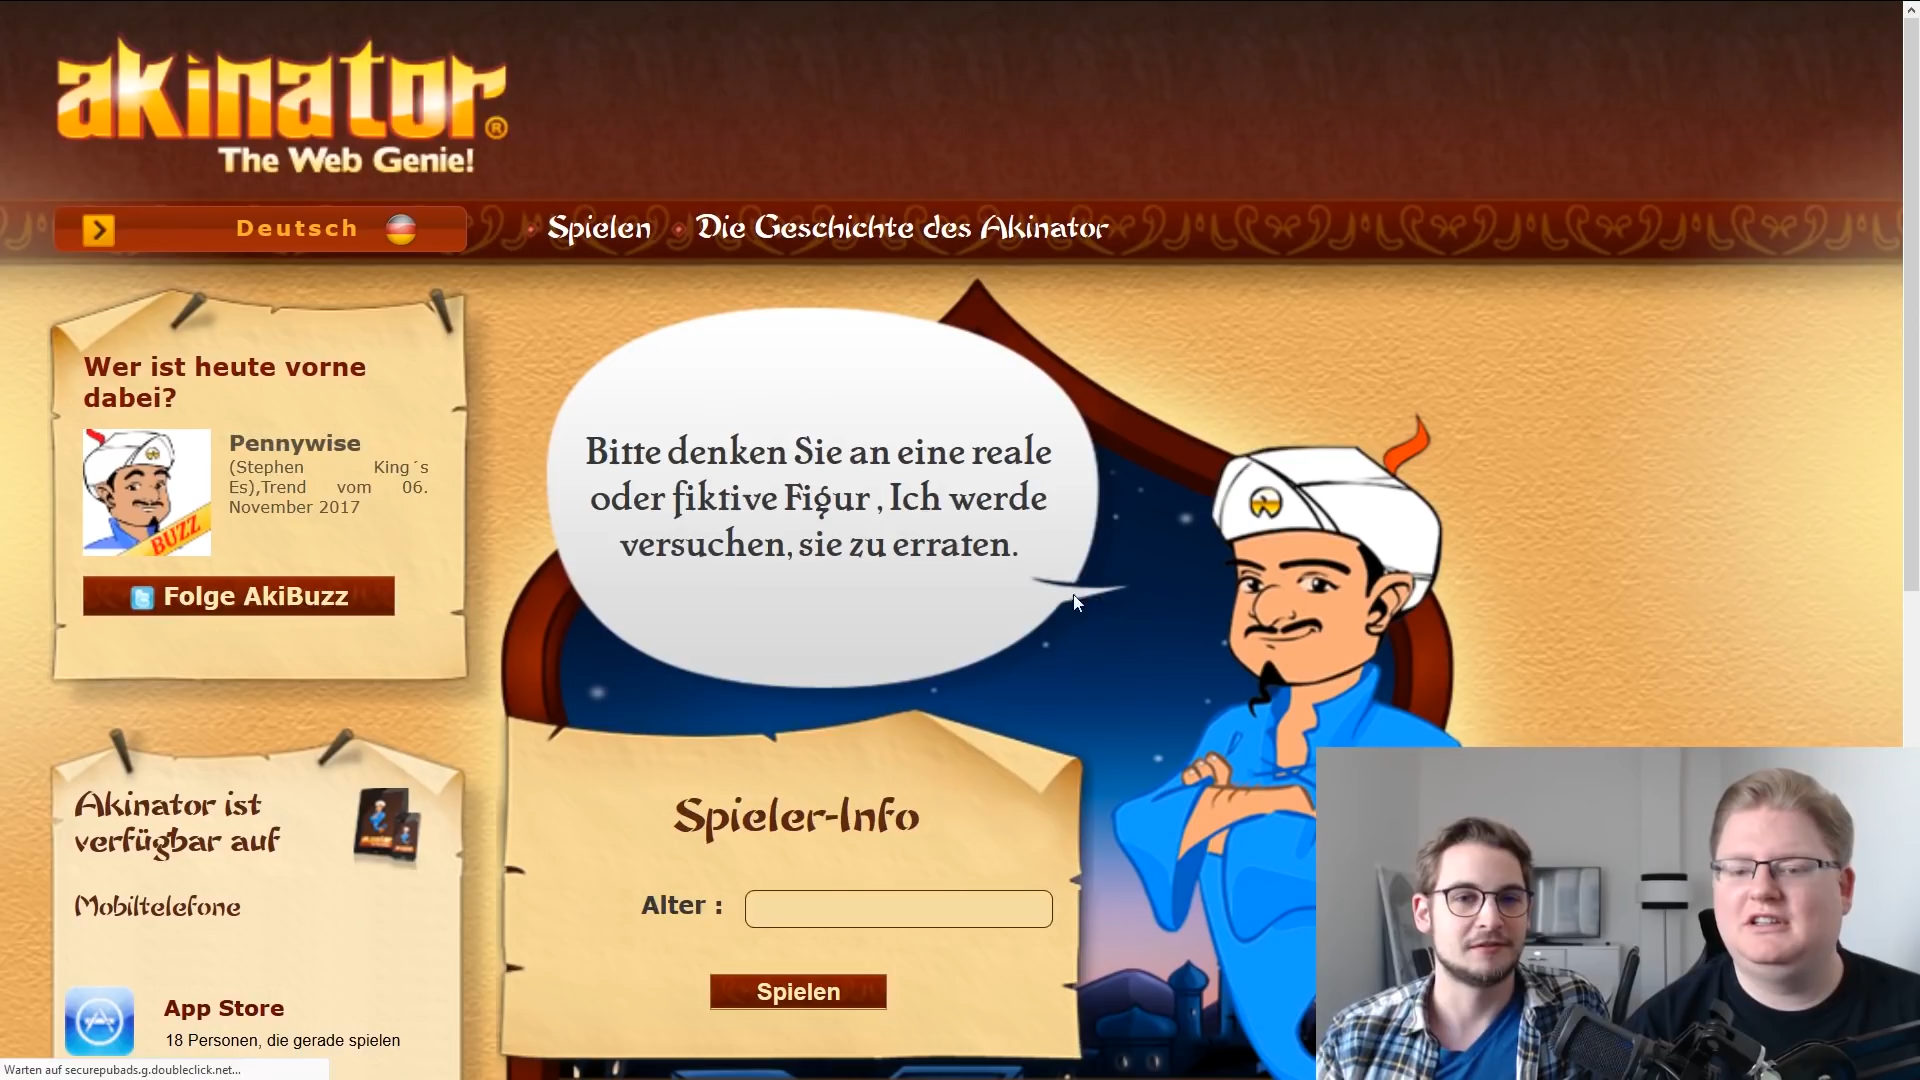 akinator®
The Web Genie!
Deutsch
Spielen
Die Geschichte des Akinator
Wer ist heute vorne
dabei?
Pennywise
(Stephen King´s
Es),Trend vom 06.
November 2017
BUZZ
Folge AkiBuzz
Bitte denken Sie an eine reale
oder fiktive Figur , Ich werde
versuchen, sie zu erraten.
Akinator ist
verfügbar auf
Mobiltelefone
App Store
18 Personen, die gerade spielen
Spieler-Info
Alter :
Spielen
Warten auf securepubads.g.doubleclick.net...